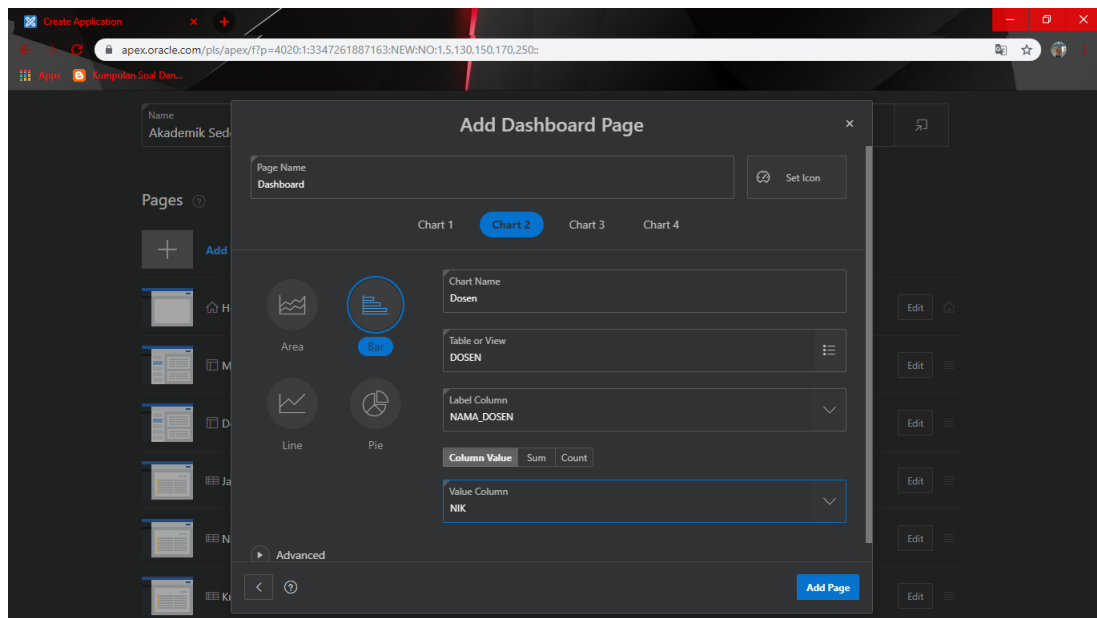 Create Application
apex.oracle.com/pls/apex/f?p=4020:1:3347261887163:NEW:NO:1,5,130,150,170,250::
Apps
Kumpulan Soal Dan...
Name
Akademik Sed
Add Dashboard Page
Page Name
Dashboard
Set Icon
Pages
Chart 1 Chart 2 Chart 3 Chart 4
Add
Chart Name
Dosen
H
Edit
Area
Bar
Table or View
DOSEN
M
Edit
Label Column
NAMA_DOSEN
D
Edit
Line
Pie
Column Value Sum Count
Ja
Edit
Value Column
NIK
N
Edit
Advanced
Add Page
Ku
Edit